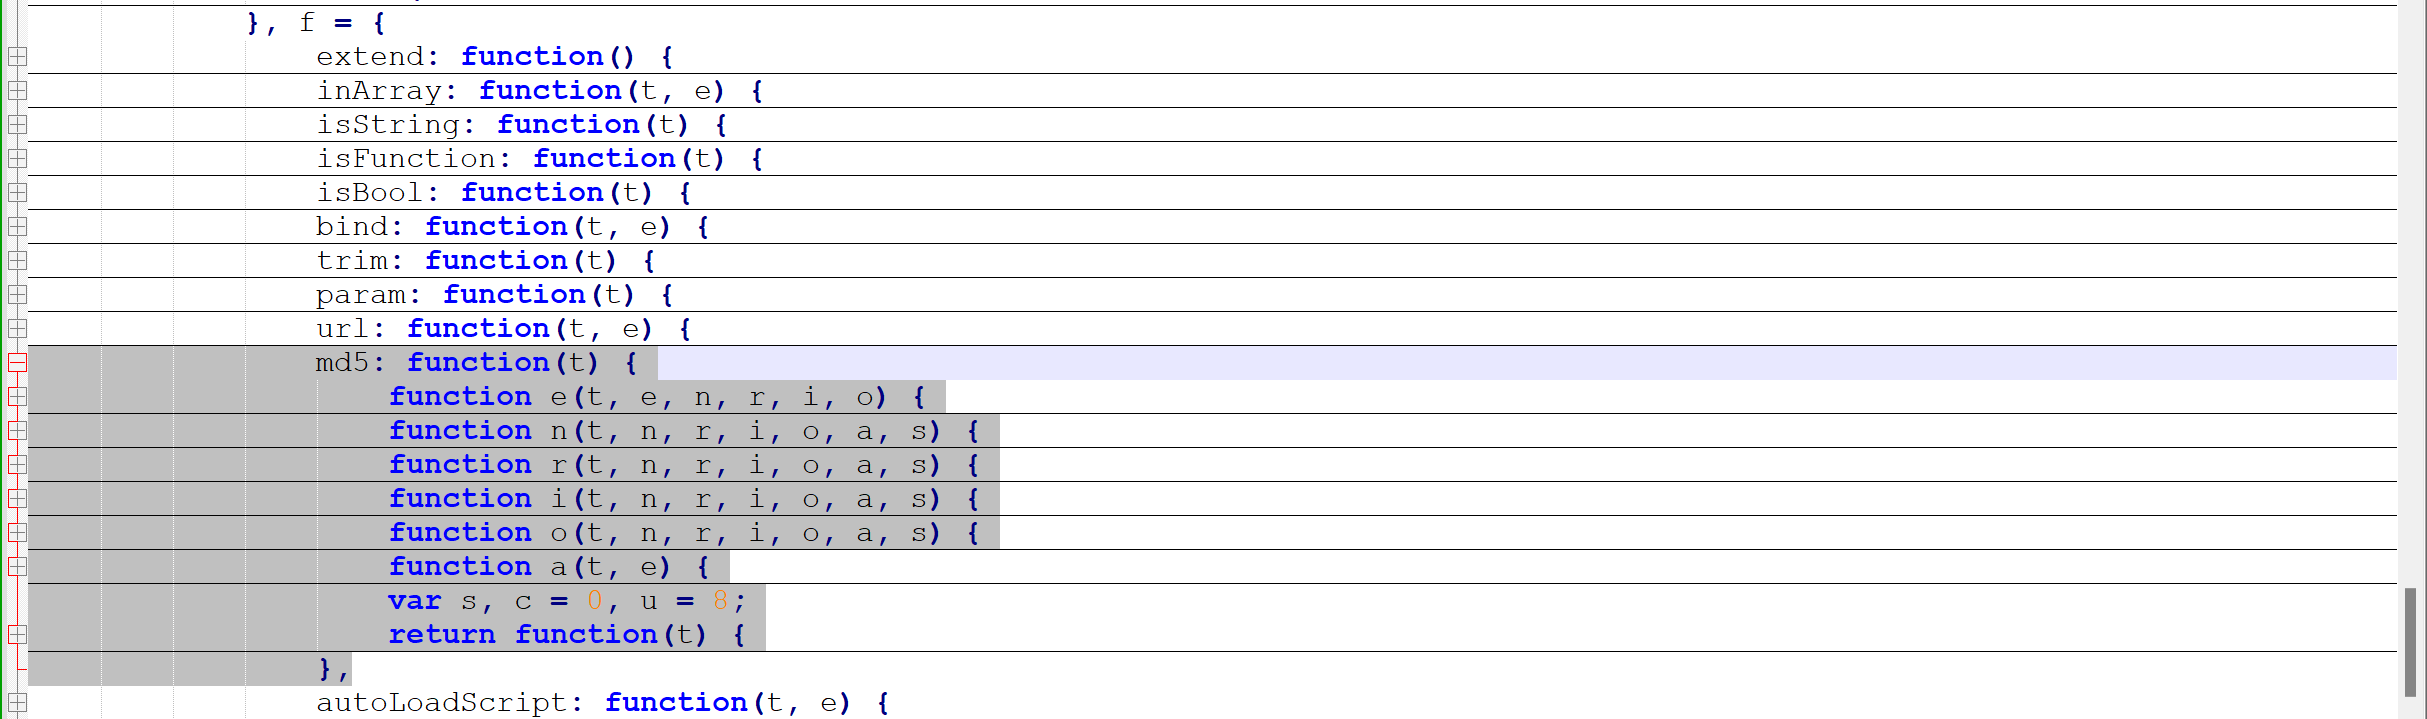 }, f = {
extend: function() {
inArray: function(t, e) {
isString: function(t) {
isFunction: function(t) {
isBool: function(t) {
bind: function(t, e) {
trim: function(t) {
param: function(t) {
url: function(t, e) {
md5: function(t) {
function e(t, e, n, r, i, o) {
function n(t, n, r, i, o, a, s) {
function r(t, n, r, i, o, a, s) {
function i(t, n, r, i, o, a, s) {
function o(t, n, r, i, o, a, s) {
function a(t, e) {
var s, c = 0, u = 8;
return function(t) {
},
autoLoadScript: function(t, e) {